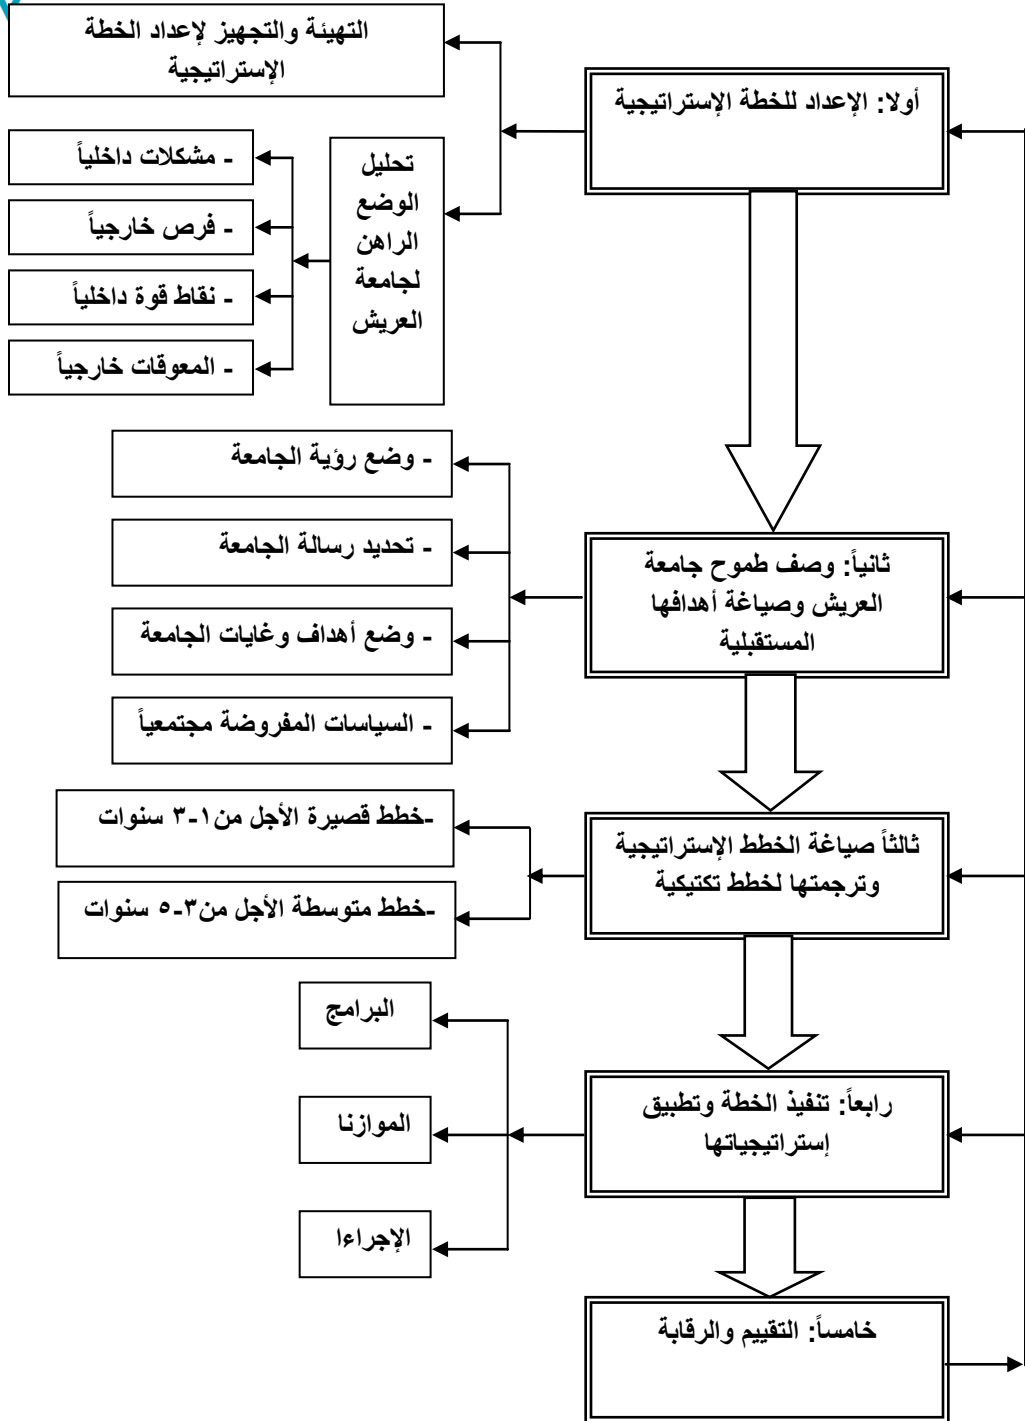 أولا: الإعداد للخطة الإستراتيجية
التهيئة والتجهيز لإعداد الخطة
الإستراتيجية
تحليل
الوضع
الراهن
لجامعة
العريش
- مشكلات داخلياً
- فرص خارجياً
- نقاط قوة داخلياً
- المعوقات خارجياً
ثانياً: وصف طموح جامعة
العريش وصياغة أهدافها
المستقبلية
- وضع رؤية الجامعة
- تحديد رسالة الجامعة
- وضع أهداف وغايات الجامعة
- السياسات المفروضة مجتمعياً
ثالثاً صياغة الخطط الإستراتيجية
وترجمتها لخطط تكتيكية
-خطط قصيرة الأجل من١-٣ سنوات
-خطط متوسطة الأجل من٣-٥ سنوات
رابعاً: تنفيذ الخطة وتطبيق
إستراتيجياتها
البرامج
الموازنا
الإجراءا
خامساً: التقييم والرقابة